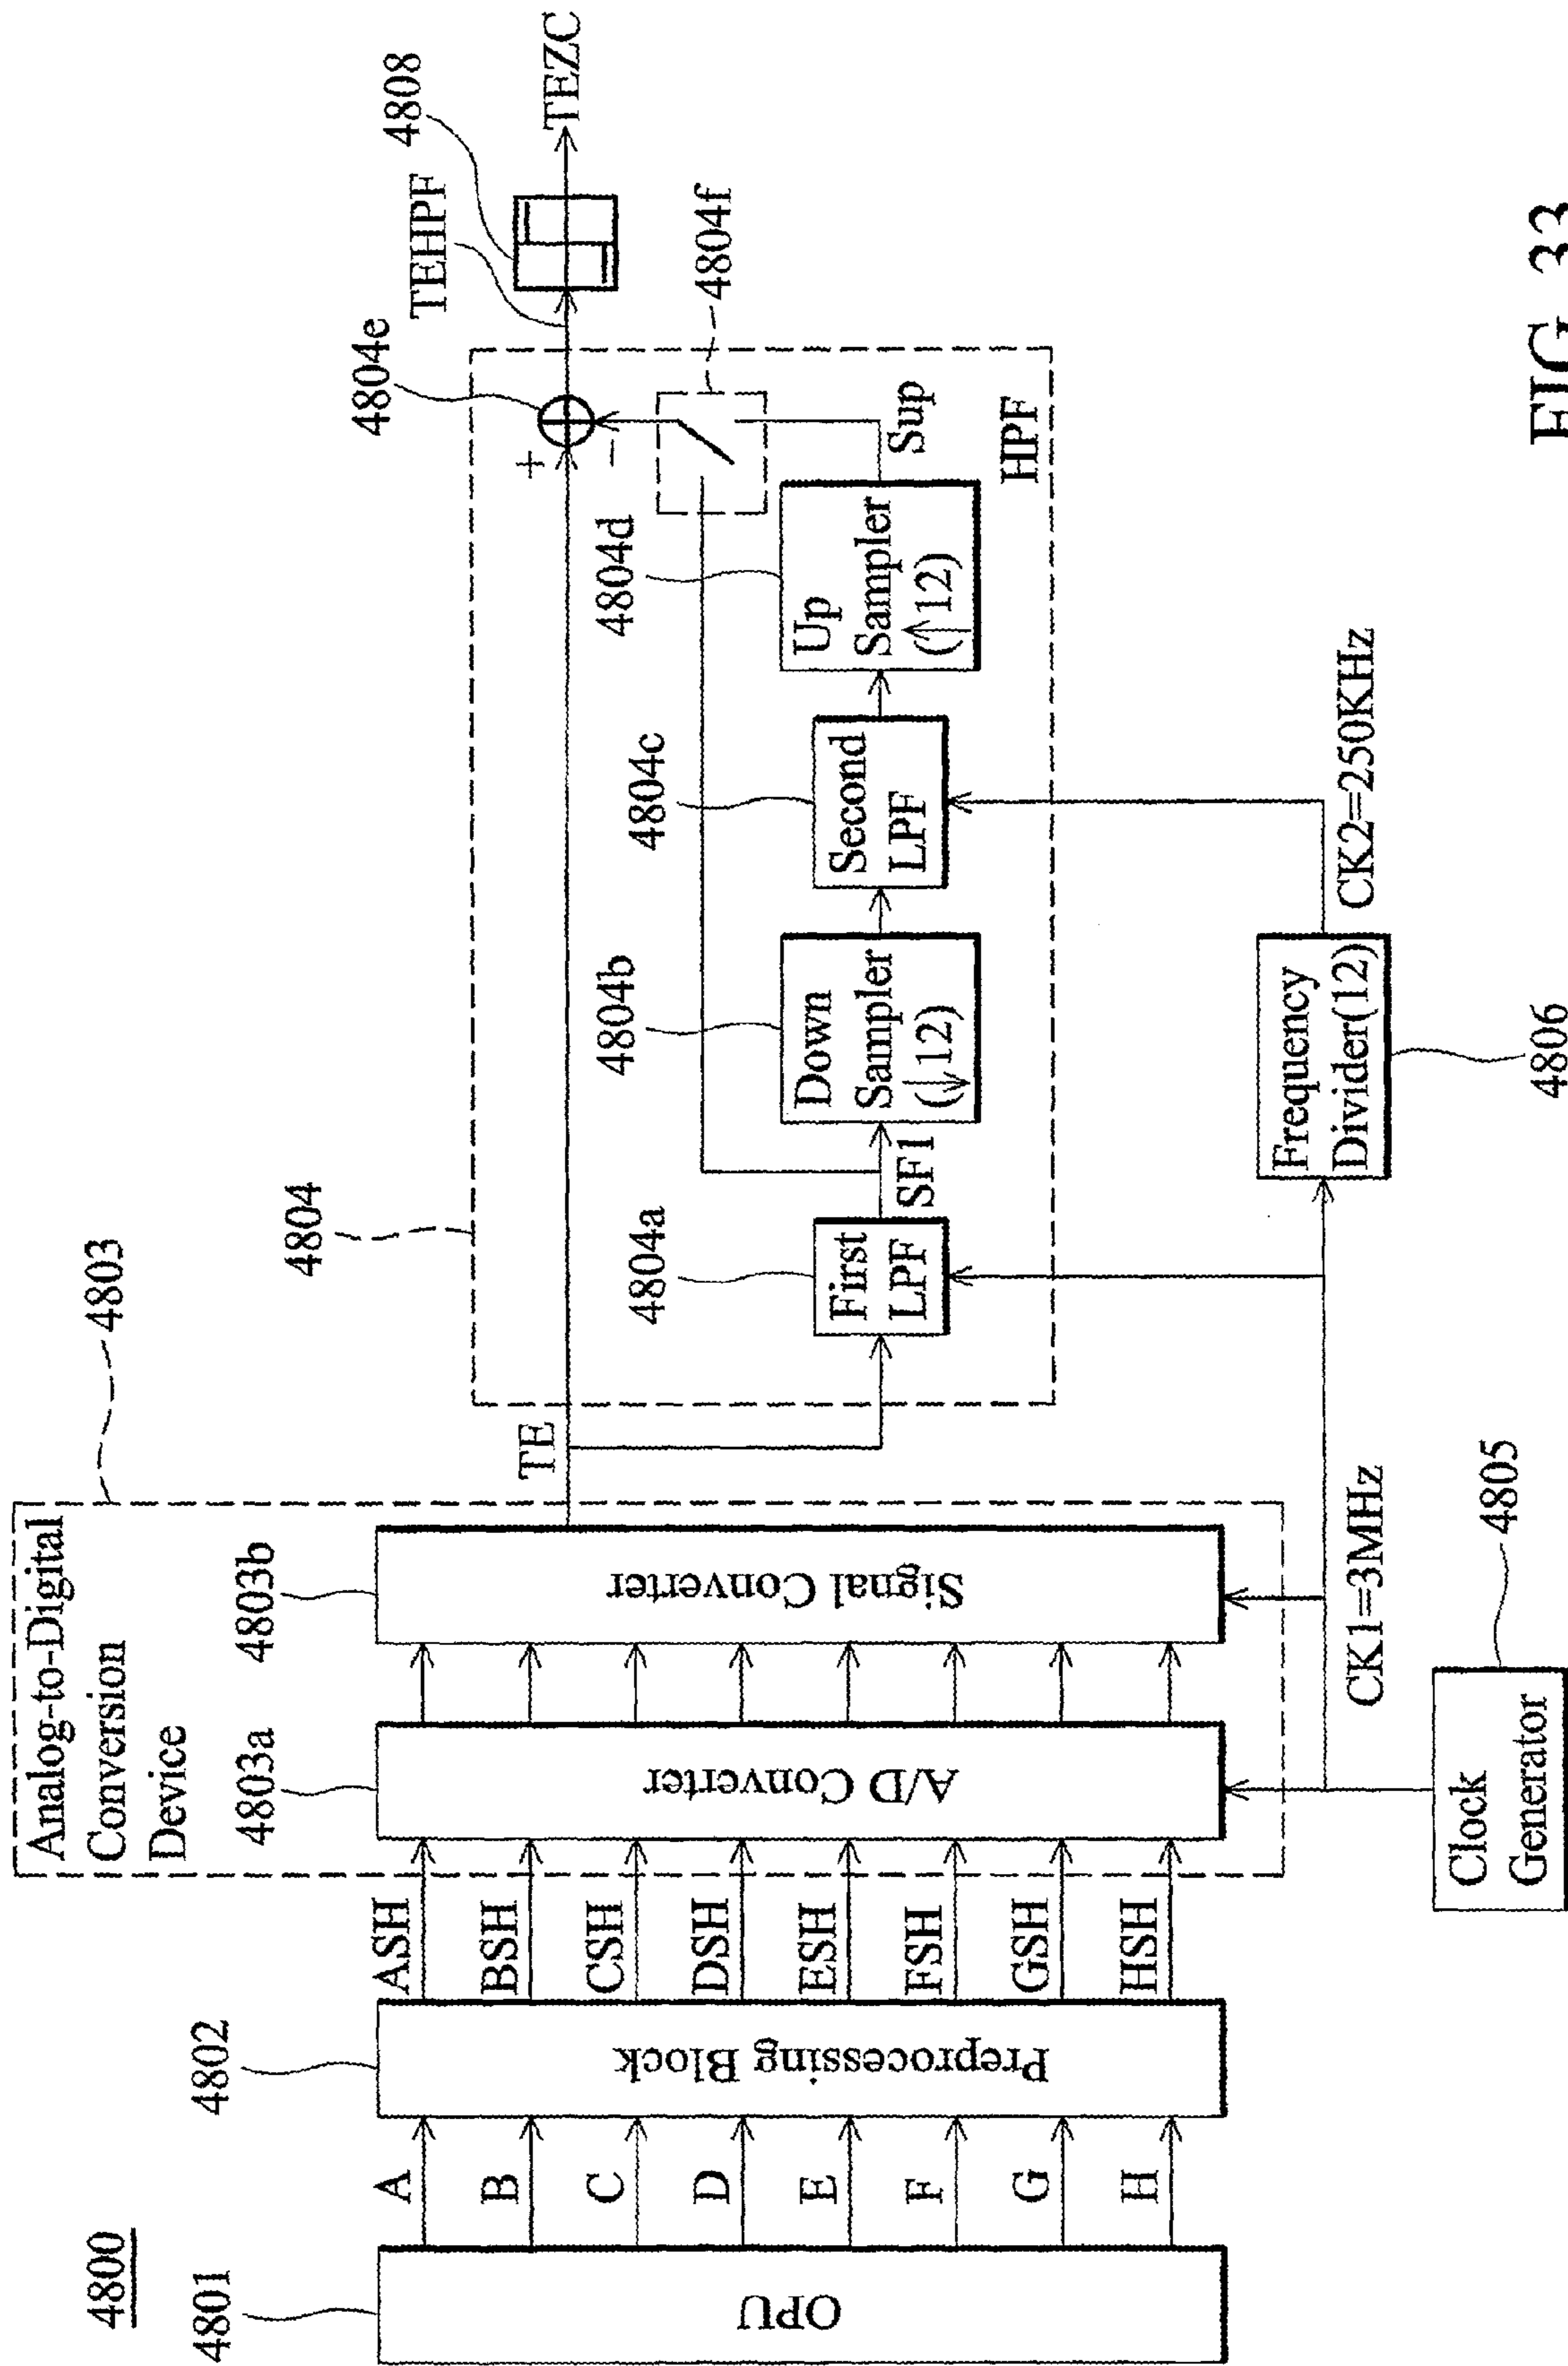 4800
4801
OPU
A
B
C
D
E
F
G
H
4802
Preprocessing Block
ASH
BSH
CSH
DSH
ESH
FSH
GSH
HSH
4803
Analog-to-Digital
Conversion
Device
4803a
A/D Converter
4803b
Signal Converter
TE
4804
4804a
First
LPF
SF1
4804b
Down
Sampler
(↓12)
4804c
Second
LPF
4804d
Up
Sampler
(↑12)
Sup
HPF
4804f
4804e
+
−
TEHPF
4808
TEZC
Clock
Generator
4805
CK1=3MHz
Frequency
Divider(12)
4806
CK2=250KHz
FIG. 33